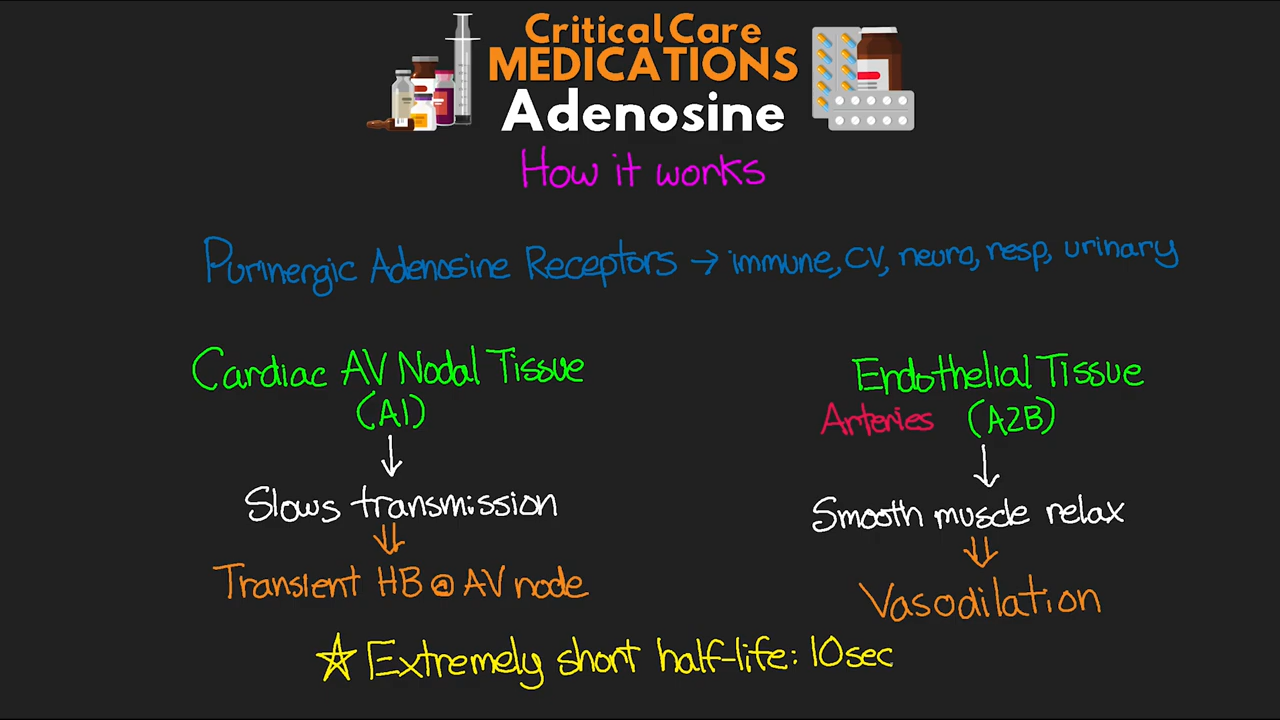 Critical Care
MEDICATIONS
Adenosine
How it works
Purinergic Adenosine Receptors → immune, CV, neuro, resp, urinary
Cardiac AV Nodal Tissue
(A1)
↓
Slows transmission
⇓
Transient HB @ AV node
Endothelial Tissue
Arteries (A2B)
↓
Smooth muscle relax
⇓
Vasodilation
☆ Extremely short half-life: 10sec